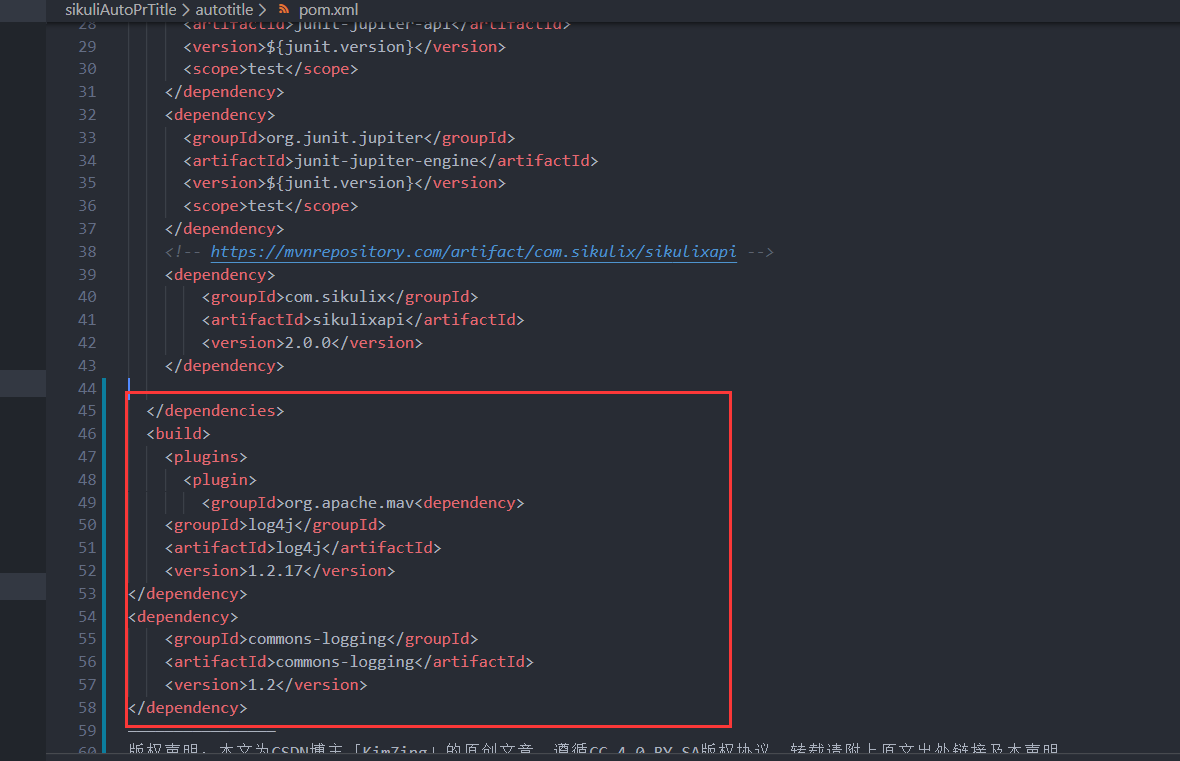 sikuliAutoPrTitle > autotitle > pom.xml
28 <artifactId>junit-jupiter-api</artifactId>
29 <version>${junit.version}</version>
30 <scope>test</scope>
31 </dependency>
32 <dependency>
33 <groupId>org.junit.jupiter</groupId>
34 <artifactId>junit-jupiter-engine</artifactId>
35 <version>${junit.version}</version>
36 <scope>test</scope>
37 </dependency>
38 <!-- https://mvnrepository.com/artifact/com.sikulix/sikulixapi -->
39 <dependency>
40 <groupId>com.sikulix</groupId>
41 <artifactId>sikulixapi</artifactId>
42 <version>2.0.0</version>
43 </dependency>
44
45 </dependencies>
46 <build>
47 <plugins>
48 <plugin>
49 <groupId>org.apache.mav<dependency>
50 <groupId>log4j</groupId>
51 <artifactId>log4j</artifactId>
52 <version>1.2.17</version>
53 </dependency>
54 <dependency>
55 <groupId>commons-logging</groupId>
56 <artifactId>commons-logging</artifactId>
57 <version>1.2</version>
58 </dependency>
59 ————————————————
60 版权声明：本文为CSDN博主「KimZing」的原创文章，遵循CC 4.0 BY-SA版权协议，转载请附上原文出处链接及本声明